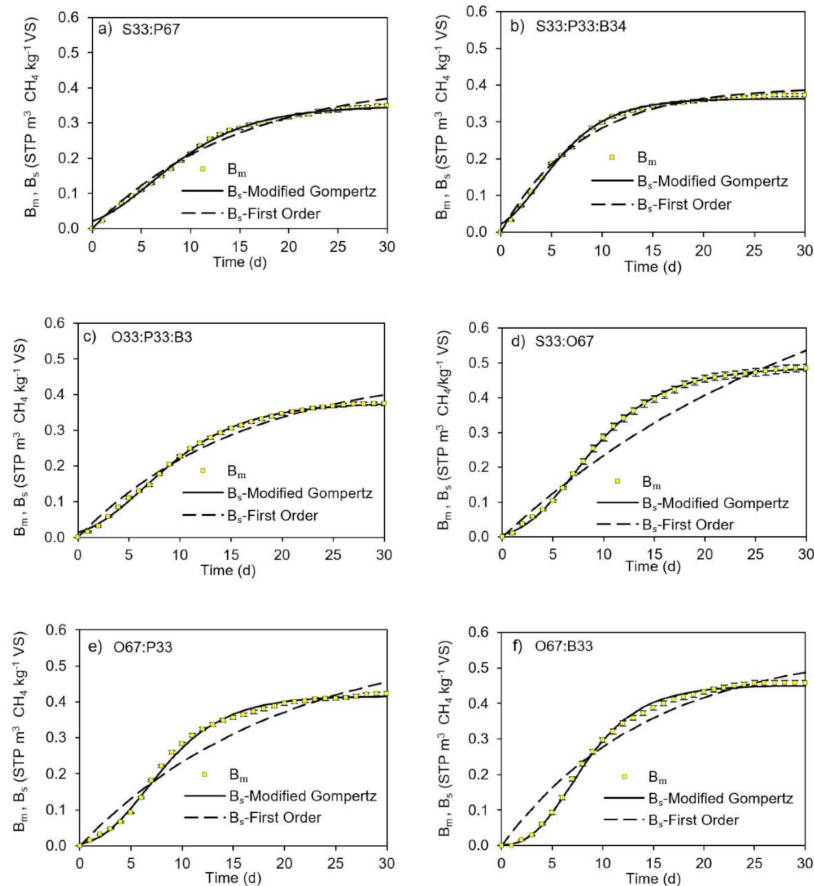 a) S33:P67
0.6
0.5
0.4
0.3
0.2
0.1
0.0
Bm , Bs (STP m³ CH4 kg-1 VS)
Bm
Bs-Modified Gompertz
Bs-First Order
0 5 10 15 20 25 30
Time (d)
b) S33:P33:B34
0.6
0.5
0.4
0.3
0.2
0.1
0.0
Bm , Bs (STP m³ CH4 kg-1 VS)
Bm
Bs-Modified Gompertz
Bs-First Order
0 5 10 15 20 25 30
Time (d)
c) O33:P33:B3
0.6
0.5
0.4
0.3
0.2
0.1
0.0
Bm , Bs (STP m³ CH4 kg-1 VS)
Bm
Bs-Modified Gompertz
Bs-First Order
0 5 10 15 20 25 30
Time (d)
d) S33:O67
0.6
0.5
0.4
0.3
0.2
0.1
0.0
Bm , Bs (STP m³ CH4/kg-1 VS)
Bm
Bs-Modified Gompertz
Bs-First Order
0 5 10 15 20 25 30
Time (d)
e) O67:P33
0.6
0.5
0.4
0.3
0.2
0.1
0.0
Bm , Bs (STP m³ CH4 kg-1 VS)
Bm
Bs-Modified Gompertz
Bs-First Order
0 5 10 15 20 25 30
Time (d)
f) O67:B33
0.6
0.5
0.4
0.3
0.2
0.1
0.0
Bm , Bs (STP m³ CH4 kg-1 VS)
Bm
Bs-Modified Gompertz
Bs-First Order
0 5 10 15 20 25 30
Time (d)